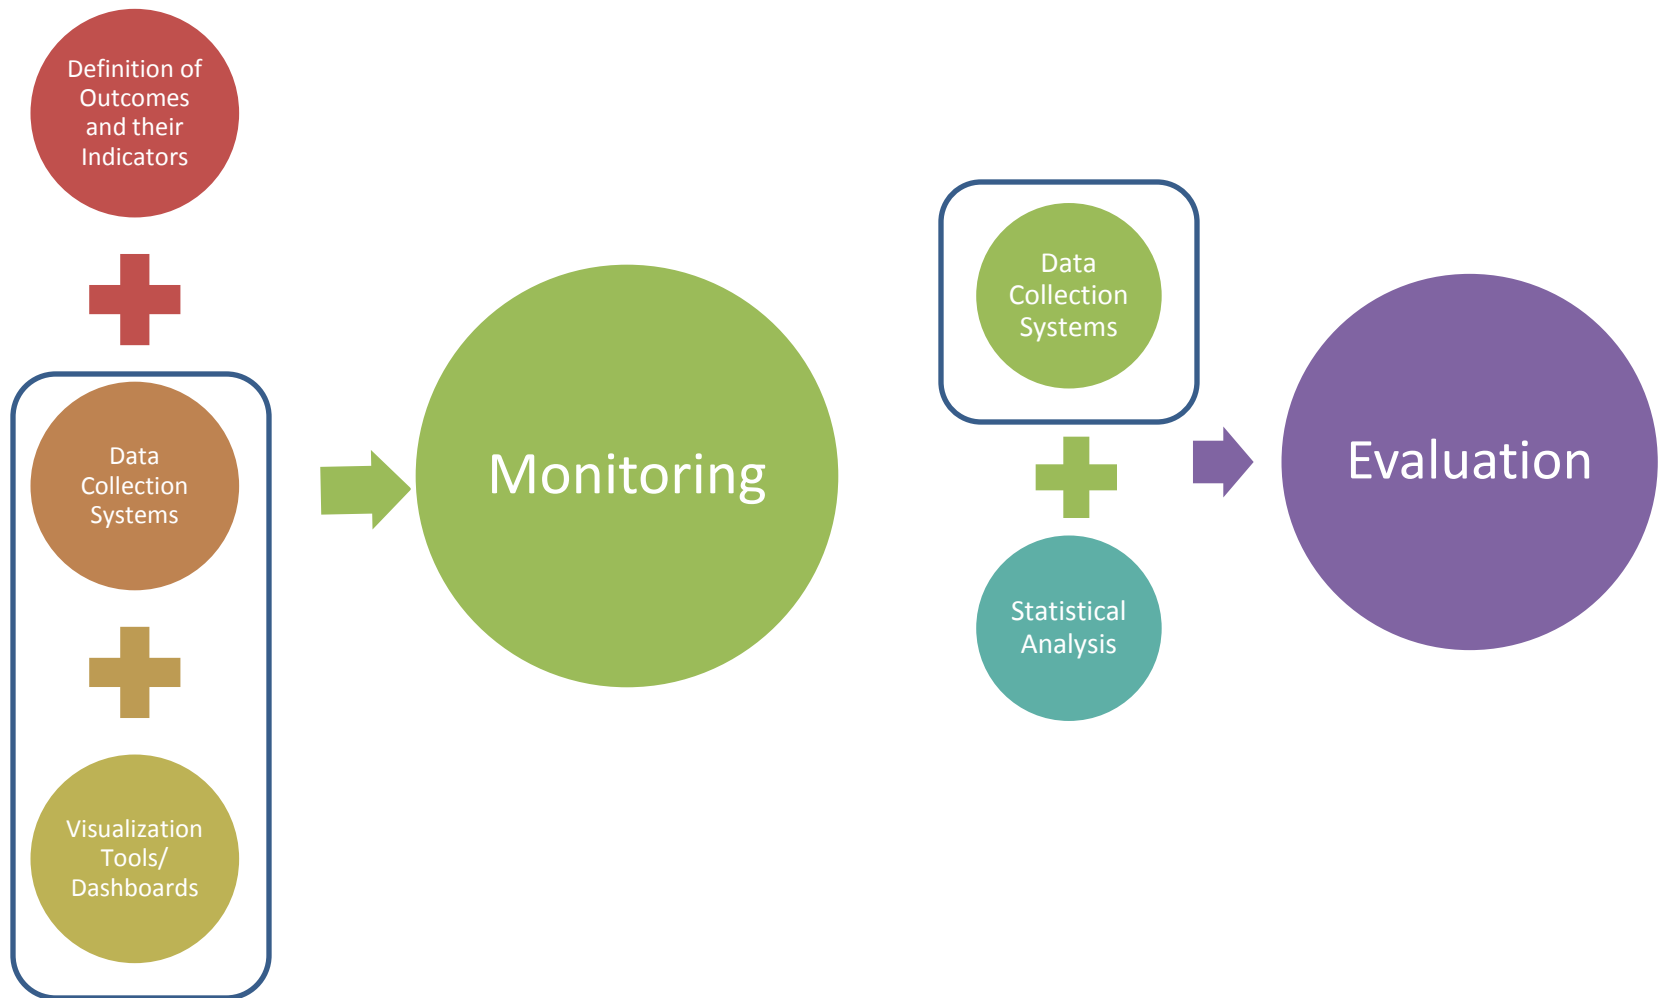 Definition of
Outcomes
and their
Indicators
Data
Collection
Systems
Visualization
Tools/
Dashboards
Monitoring
Data
Collection
Systems
Statistical
Analysis
Evaluation